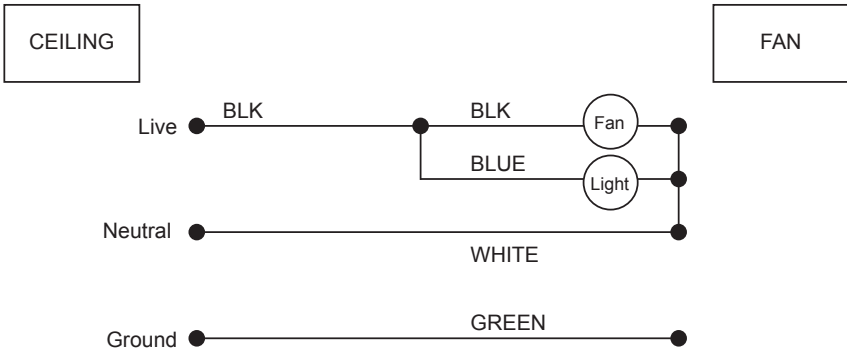 CEILING
FAN
BLK
BLK
Live
Fan
BLUE
Light
Neutral
WHITE
GREEN
Ground